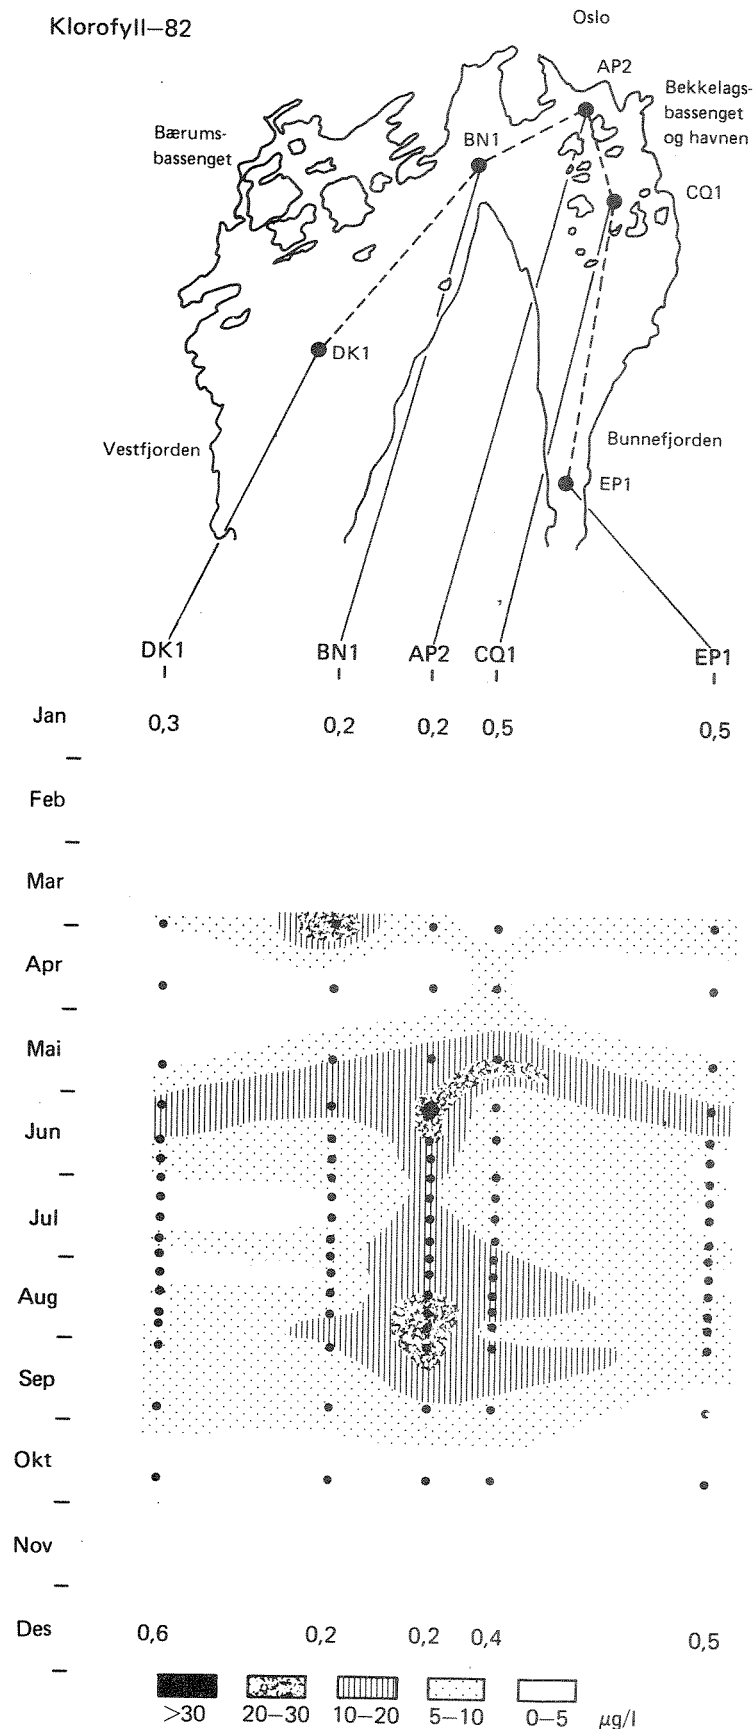 Klorofyll–82
Oslo
AP2
Bekkelags-
bassenget
og havnen
Bærums-
bassenget
BN1
CQ1
DK1
Vestfjorden
Bunnefjorden
EP1
DK1 BN1 AP2 CQ1 EP1
Jan 0,3 0,2 0,2 0,5 0,5
Feb
Mar
Apr
Mai
Jun
Jul
Aug
Sep
Okt
Nov
Des 0,6 0,2 0,2 0,4 0,5
>30 20–30 10–20 5–10 0–5 µg/l